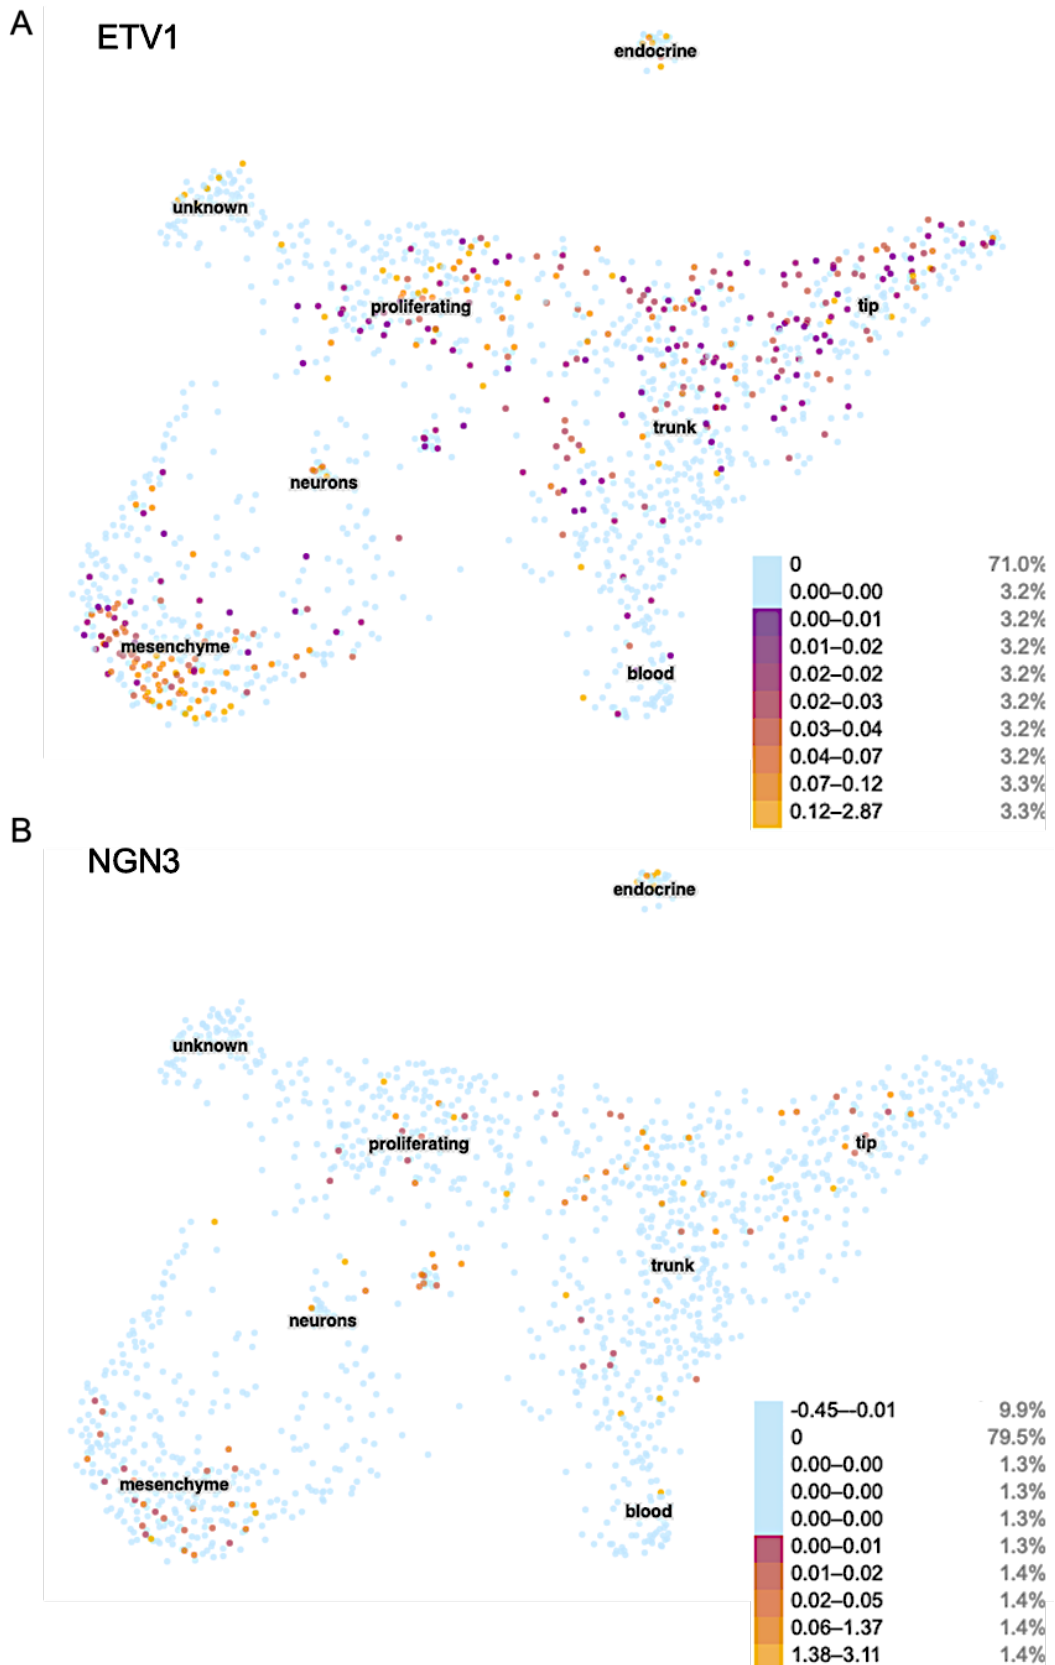 A
ETV1
endocrine
unknown
proliferating
tip
trunk
neurons
mesenchyme
blood
0 71.0%
0.00–0.00 3.2%
0.00–0.01 3.2%
0.01–0.02 3.2%
0.02–0.02 3.2%
0.02–0.03 3.2%
0.03–0.04 3.2%
0.04–0.07 3.2%
0.07–0.12 3.3%
0.12–2.87 3.3%
B
NGN3
endocrine
unknown
proliferating
tip
trunk
neurons
mesenchyme
blood
-0.45–-0.01 9.9%
0 79.5%
0.00–0.00 1.3%
0.00–0.00 1.3%
0.00–0.00 1.3%
0.00–0.01 1.3%
0.01–0.02 1.4%
0.02–0.05 1.4%
0.06–1.37 1.4%
1.38–3.11 1.4%